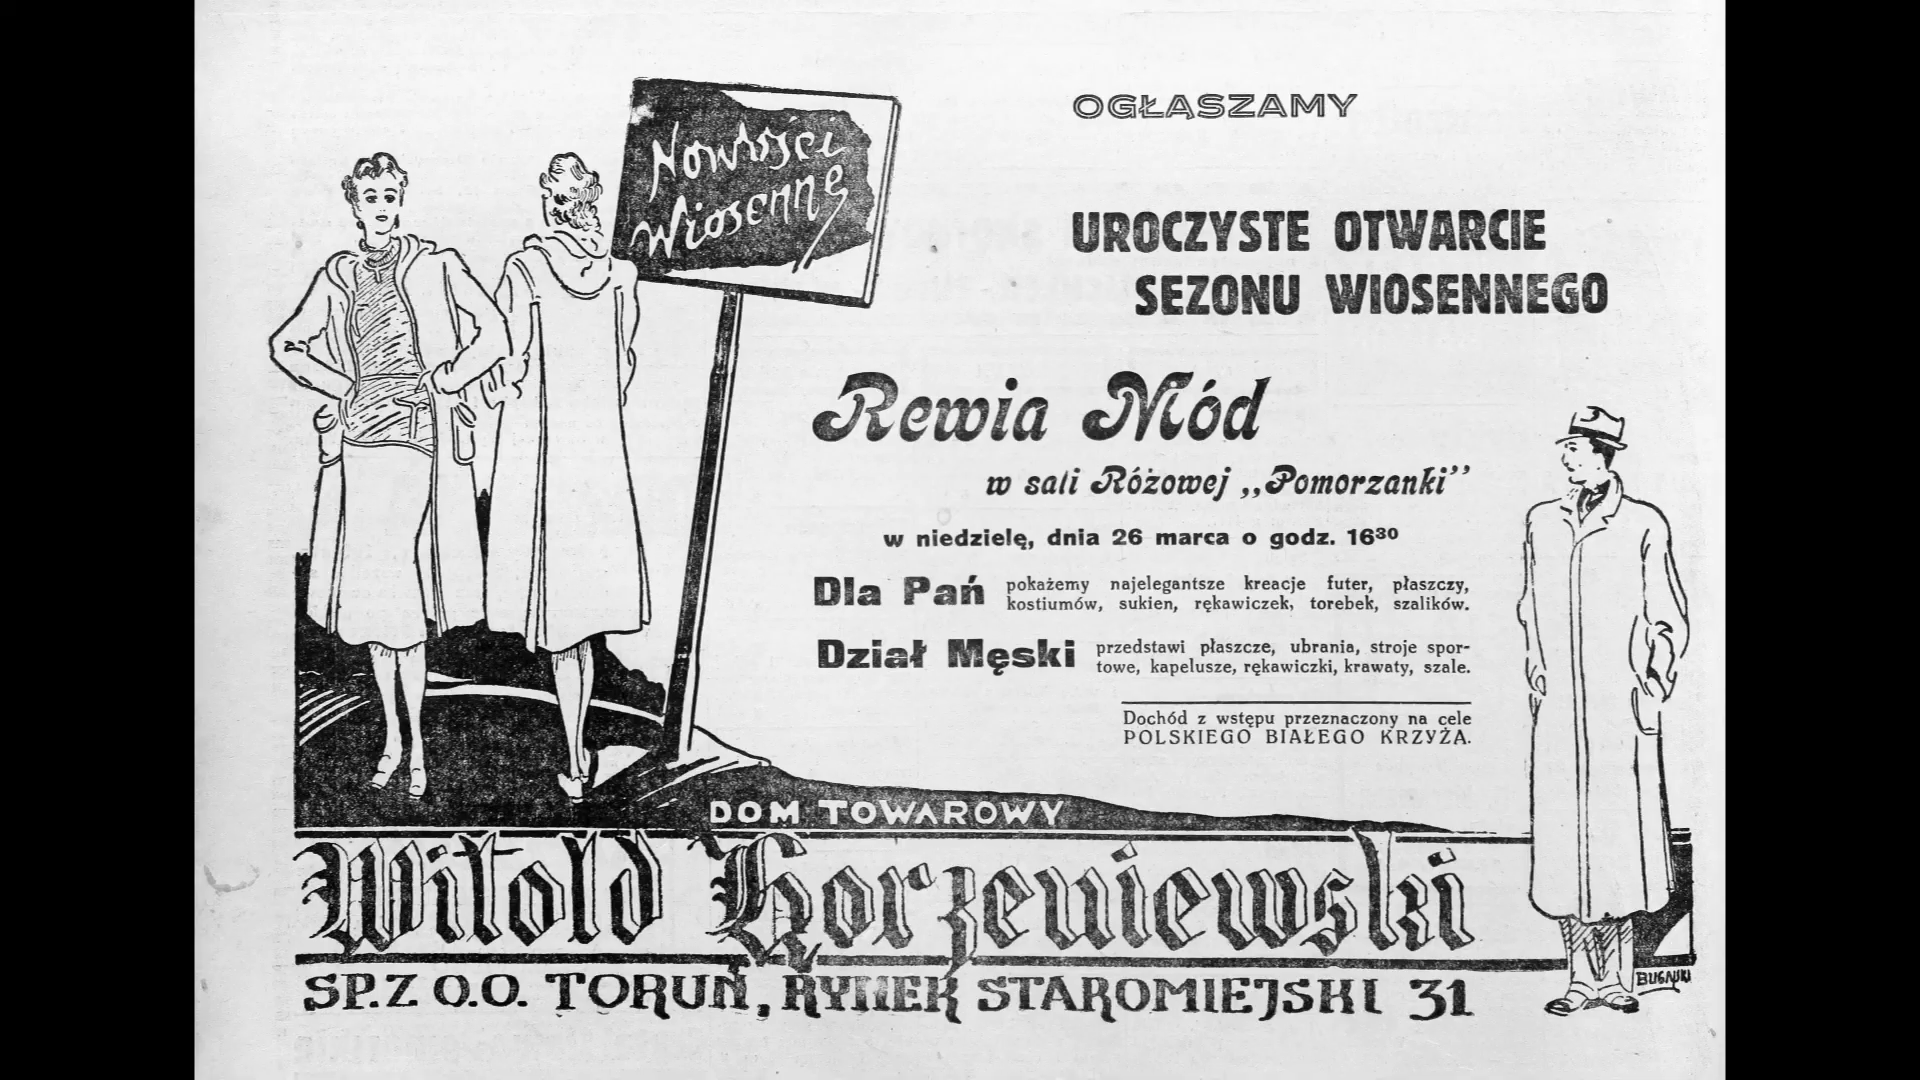 Nowości
Wiosenne
OGŁASZAMY
UROCZYSTE OTWARCIE
SEZONU WIOSENNEGO
Rewia Mód
w sali Różowej „Pomorzanki”
w niedzielę, dnia 26 marca o godz. 16³⁰
Dla Pań pokażemy najelegantsze kreacje futer, płaszczy,
kostiumów, sukien, rękawiczek, torebek, szalików.
Dział Męski przedstawi płaszcze, ubrania, stroje spor-
towe, kapelusze, rękawiczki, krawaty, szale.
Dochód z wstępu przeznaczony na cele
POLSKIEGO BIAŁEGO KRZYŻA.
DOM TOWAROWY
Witold Korzeniewski
SP. Z O.O. TORUŃ, RYNEK STAROMIEJSKI 31